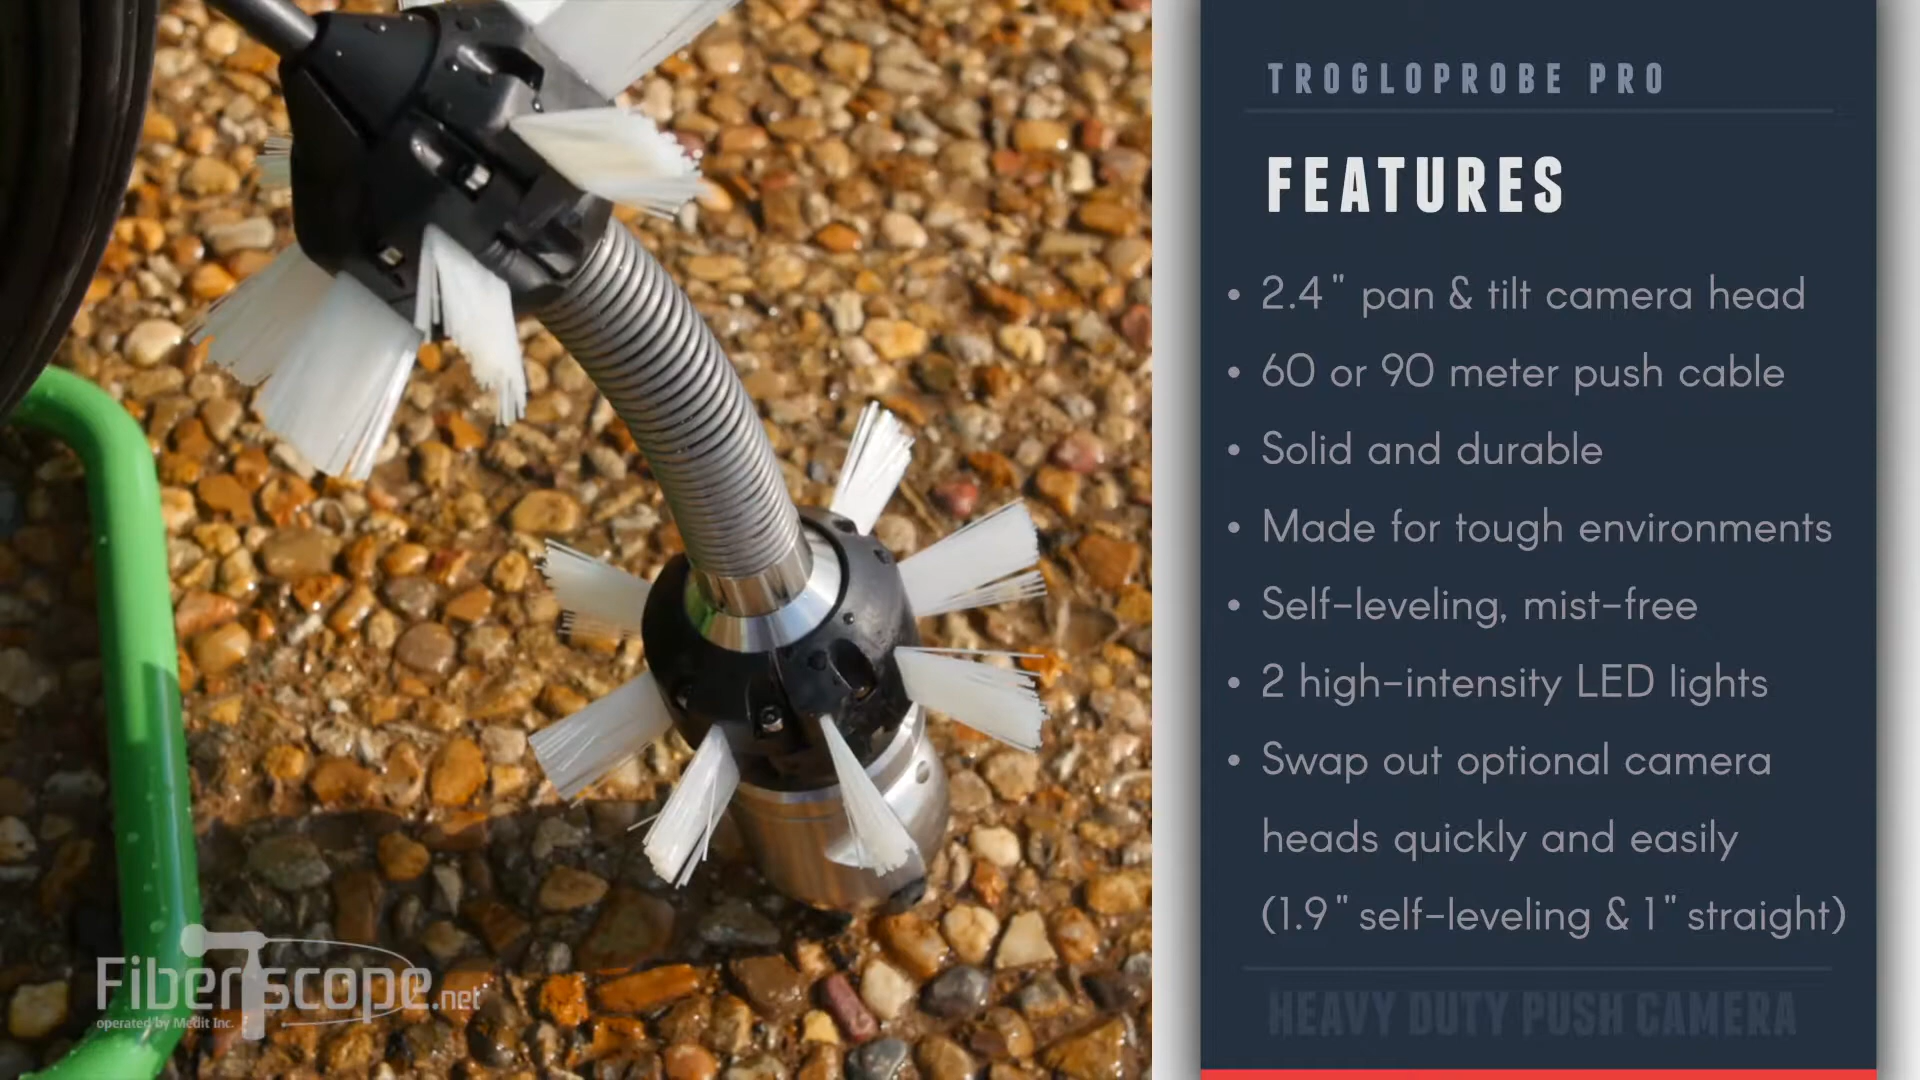 TROGLOPROBE PRO
FEATURES
• 2.4" pan & tilt camera head
• 60 or 90 meter push cable
• Solid and durable
• Made for tough environments
• Self-leveling, mist-free
• 2 high-intensity LED lights
• Swap out optional camera
heads quickly and easily
(1.9" self-leveling & 1" straight)
HEAVY DUTY PUSH CAMERA
Fiberscope.net
operated by Medit Inc.